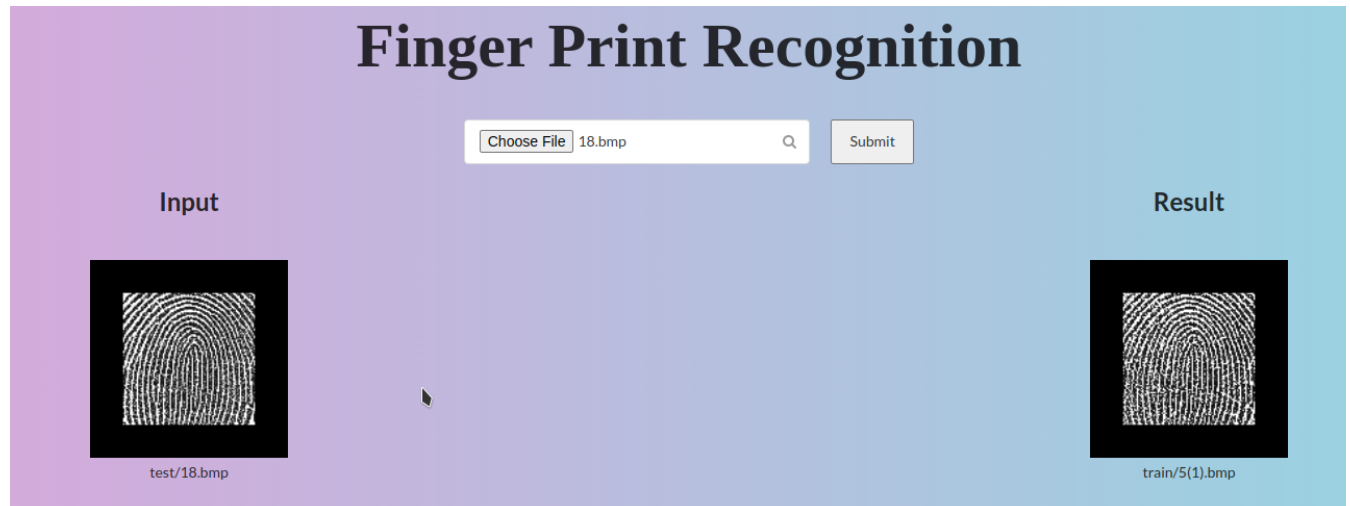 Finger Print Recognition
Choose File 18.bmp Submit
Input Result
test/18.bmp train/5(1).bmp